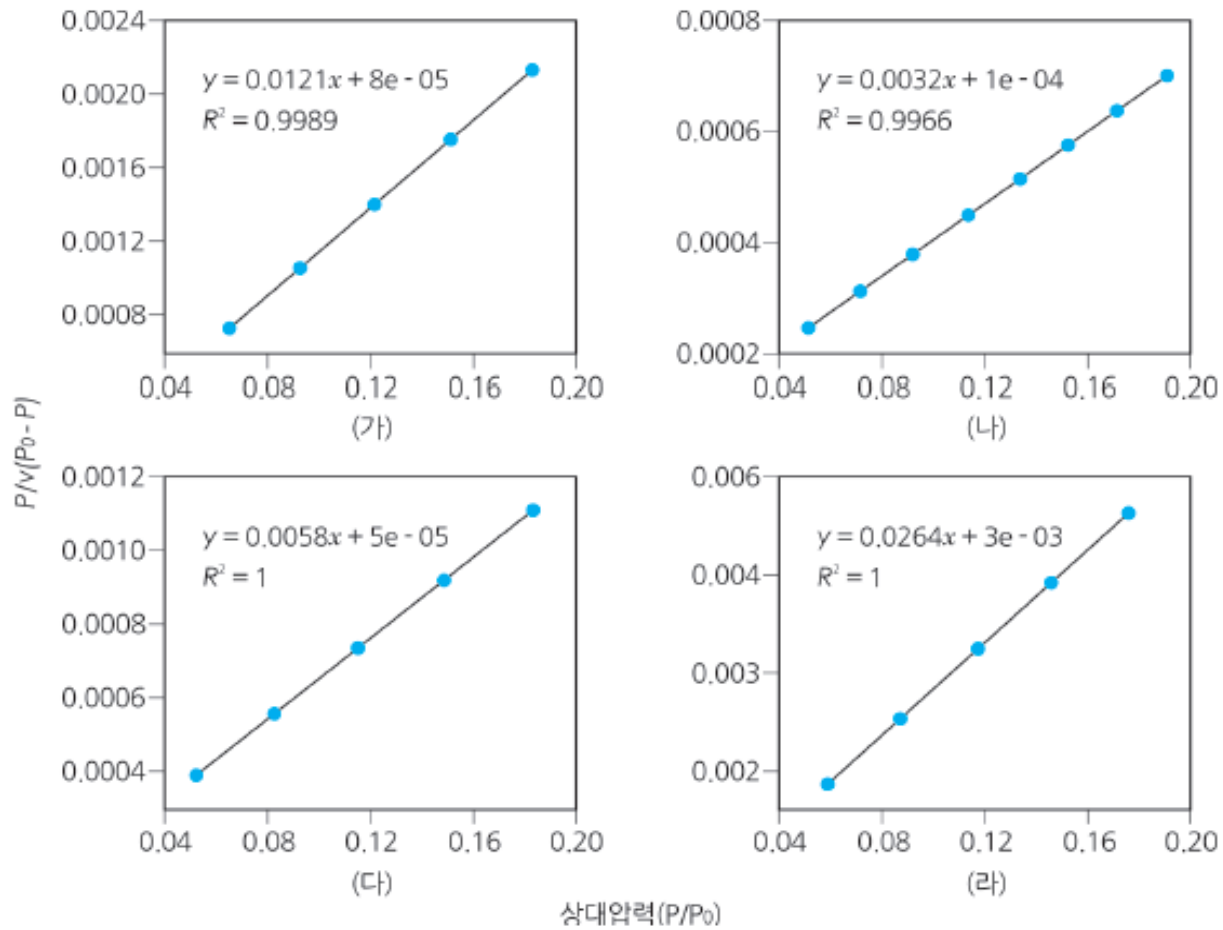 P/v(P₀ - P)
0.0024
0.0020
0.0016
0.0012
0.0008
y = 0.0121x + 8e - 05
R² = 0.9989
0.04 0.08 0.12 0.16 0.20
(가)
0.0008
0.0006
0.0004
0.0002
y = 0.0032x + 1e - 04
R² = 0.9966
0.04 0.08 0.12 0.16 0.20
(나)
0.0012
0.0010
0.0008
0.0006
0.0004
y = 0.0058x + 5e - 05
R² = 1
0.04 0.08 0.12 0.16 0.20
(다)
0.006
0.004
0.003
0.002
y = 0.0264x + 3e - 03
R² = 1
0.04 0.08 0.12 0.16 0.20
(라)
상대압력(P/P₀)